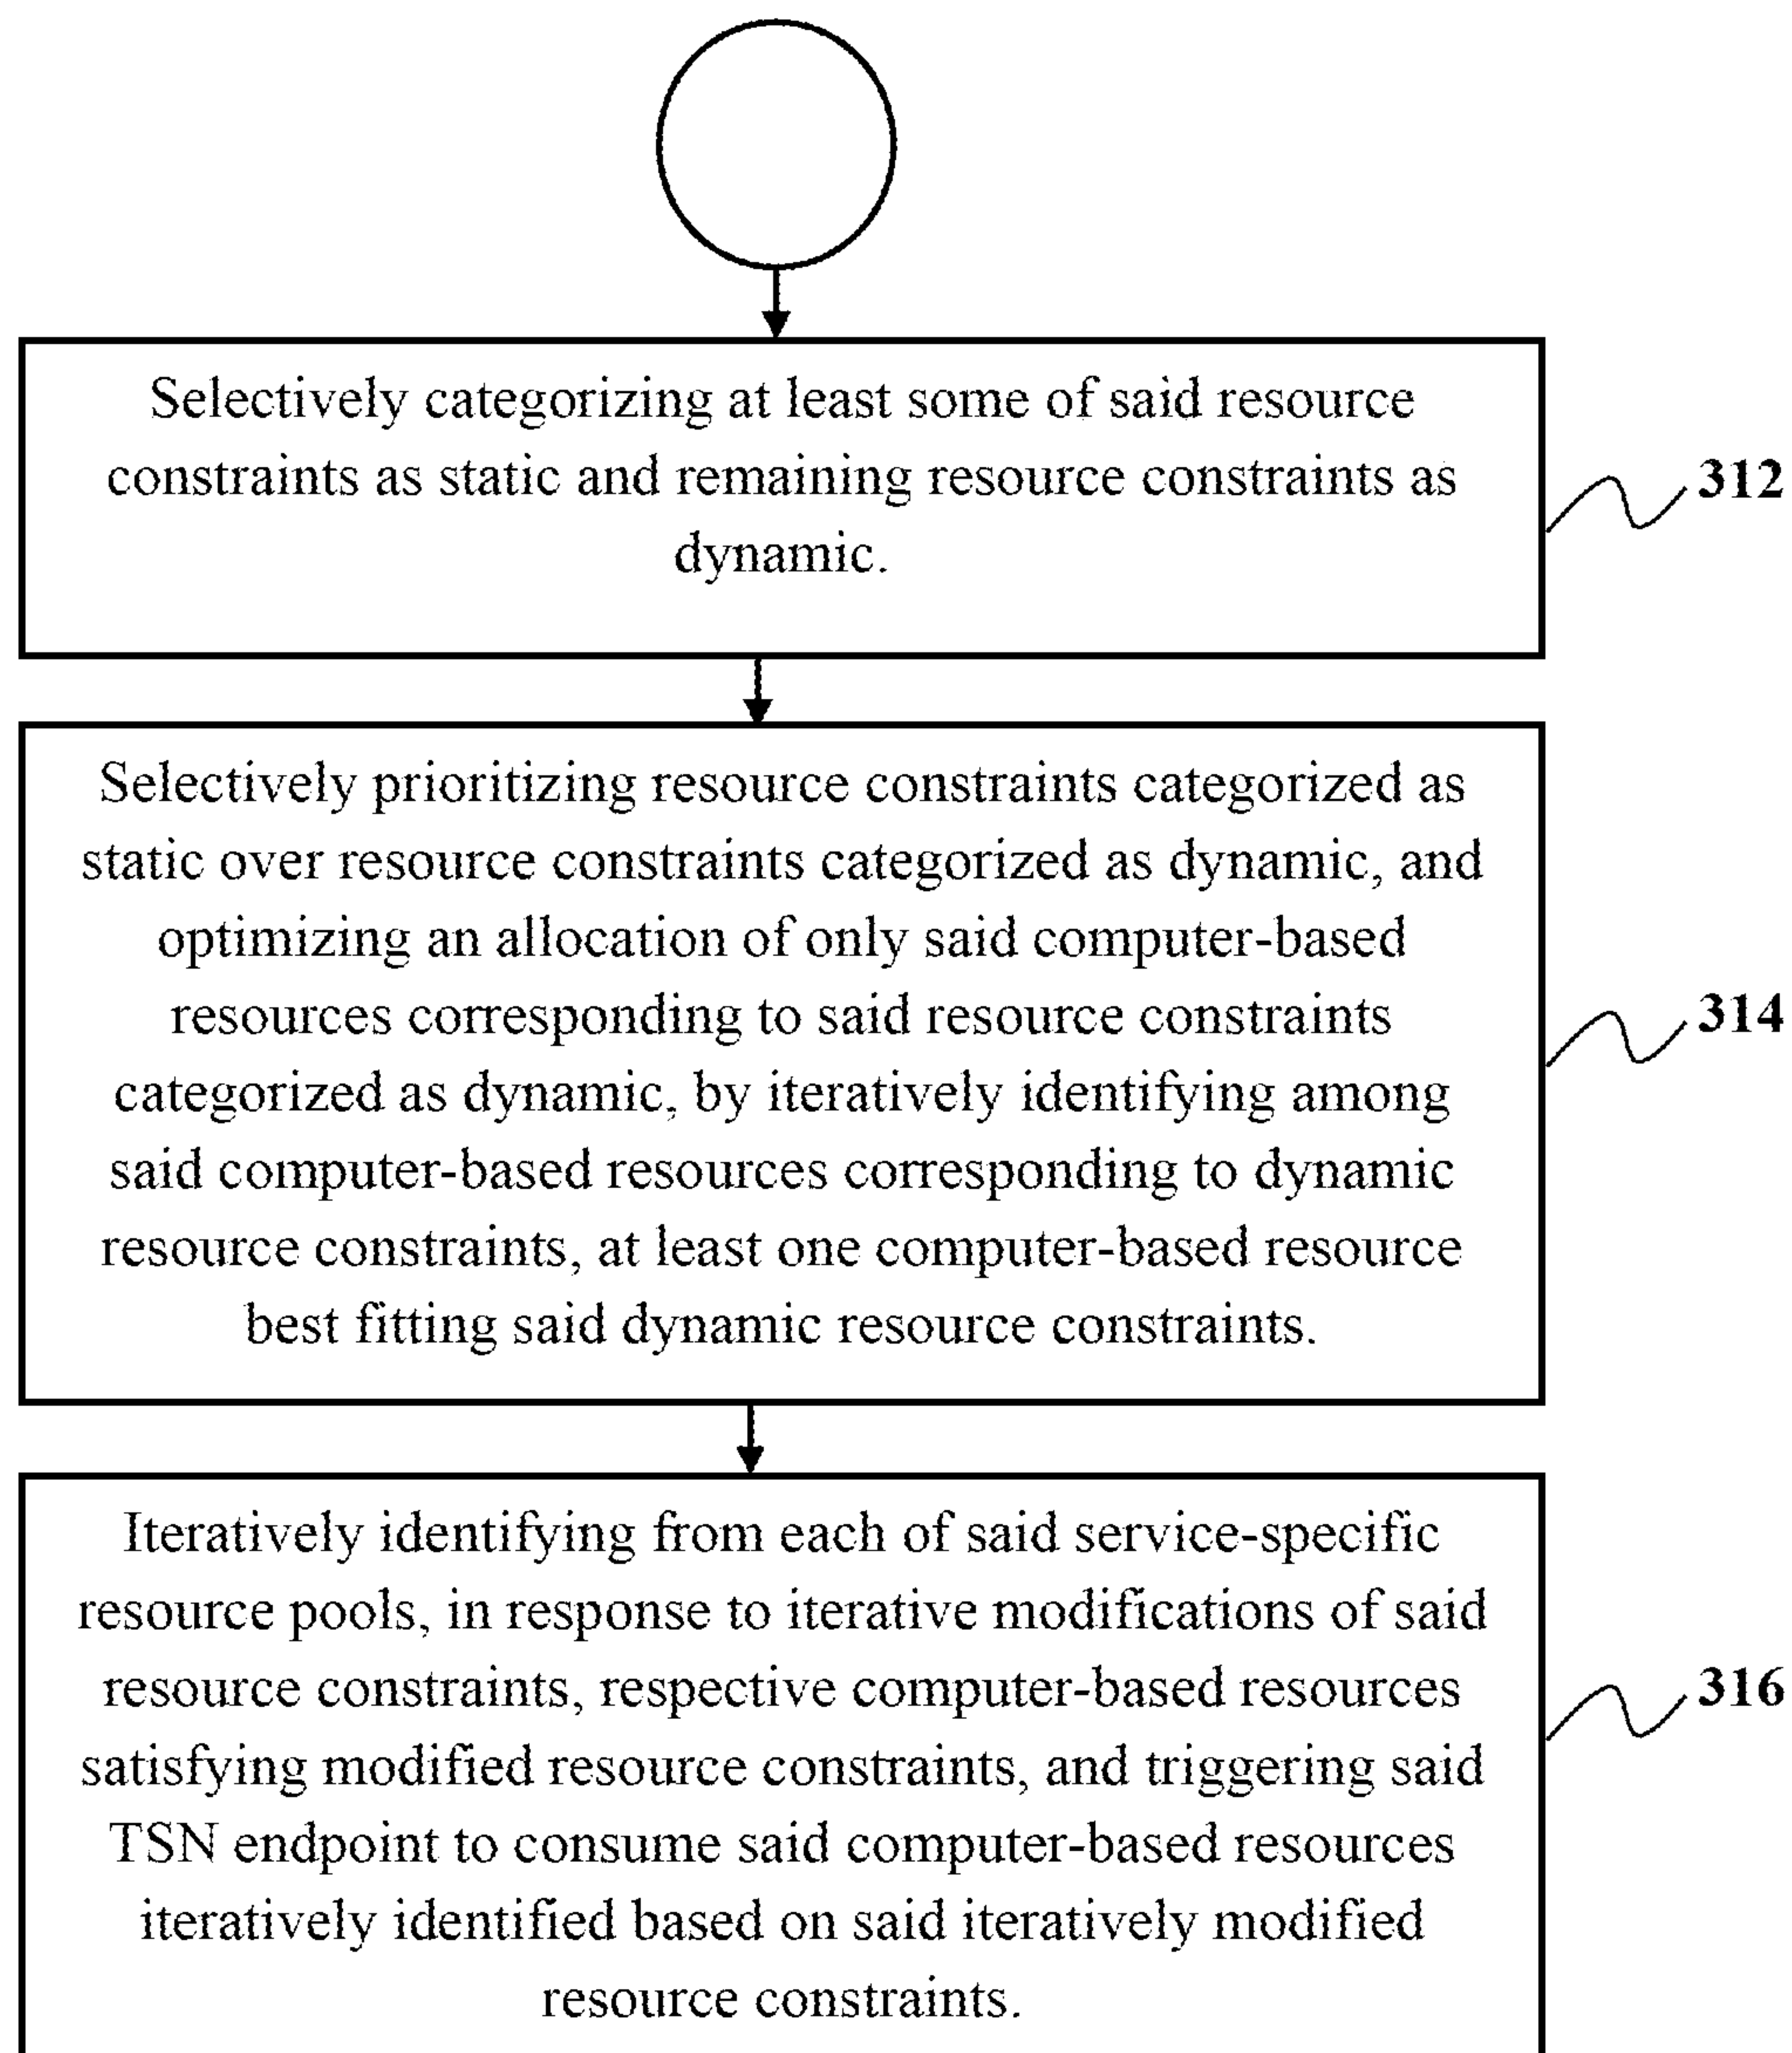 Selectively categorizing at least some of said resource
constraints as static and remaining resource constraints as
dynamic.
312
Selectively prioritizing resource constraints categorized as
static over resource constraints categorized as dynamic, and
optimizing an allocation of only said computer-based
resources corresponding to said resource constraints
categorized as dynamic, by iteratively identifying among
said computer-based resources corresponding to dynamic
resource constraints, at least one computer-based resource
best fitting said dynamic resource constraints.
314
Iteratively identifying from each of said service-specific
resource pools, in response to iterative modifications of said
resource constraints, respective computer-based resources
satisfying modified resource constraints, and triggering said
TSN endpoint to consume said computer-based resources
iteratively identified based on said iteratively modified
resource constraints.
316